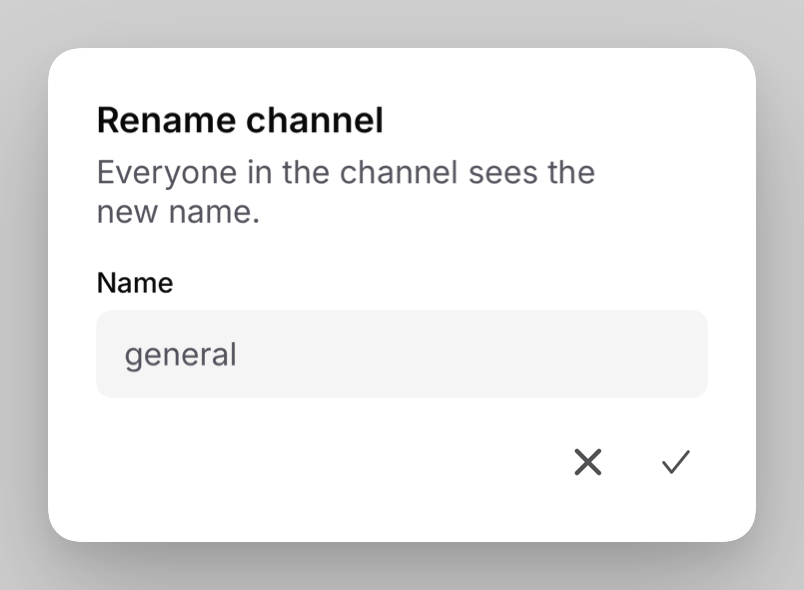 Rename channel
Everyone in the channel sees the
new name.
Name
general